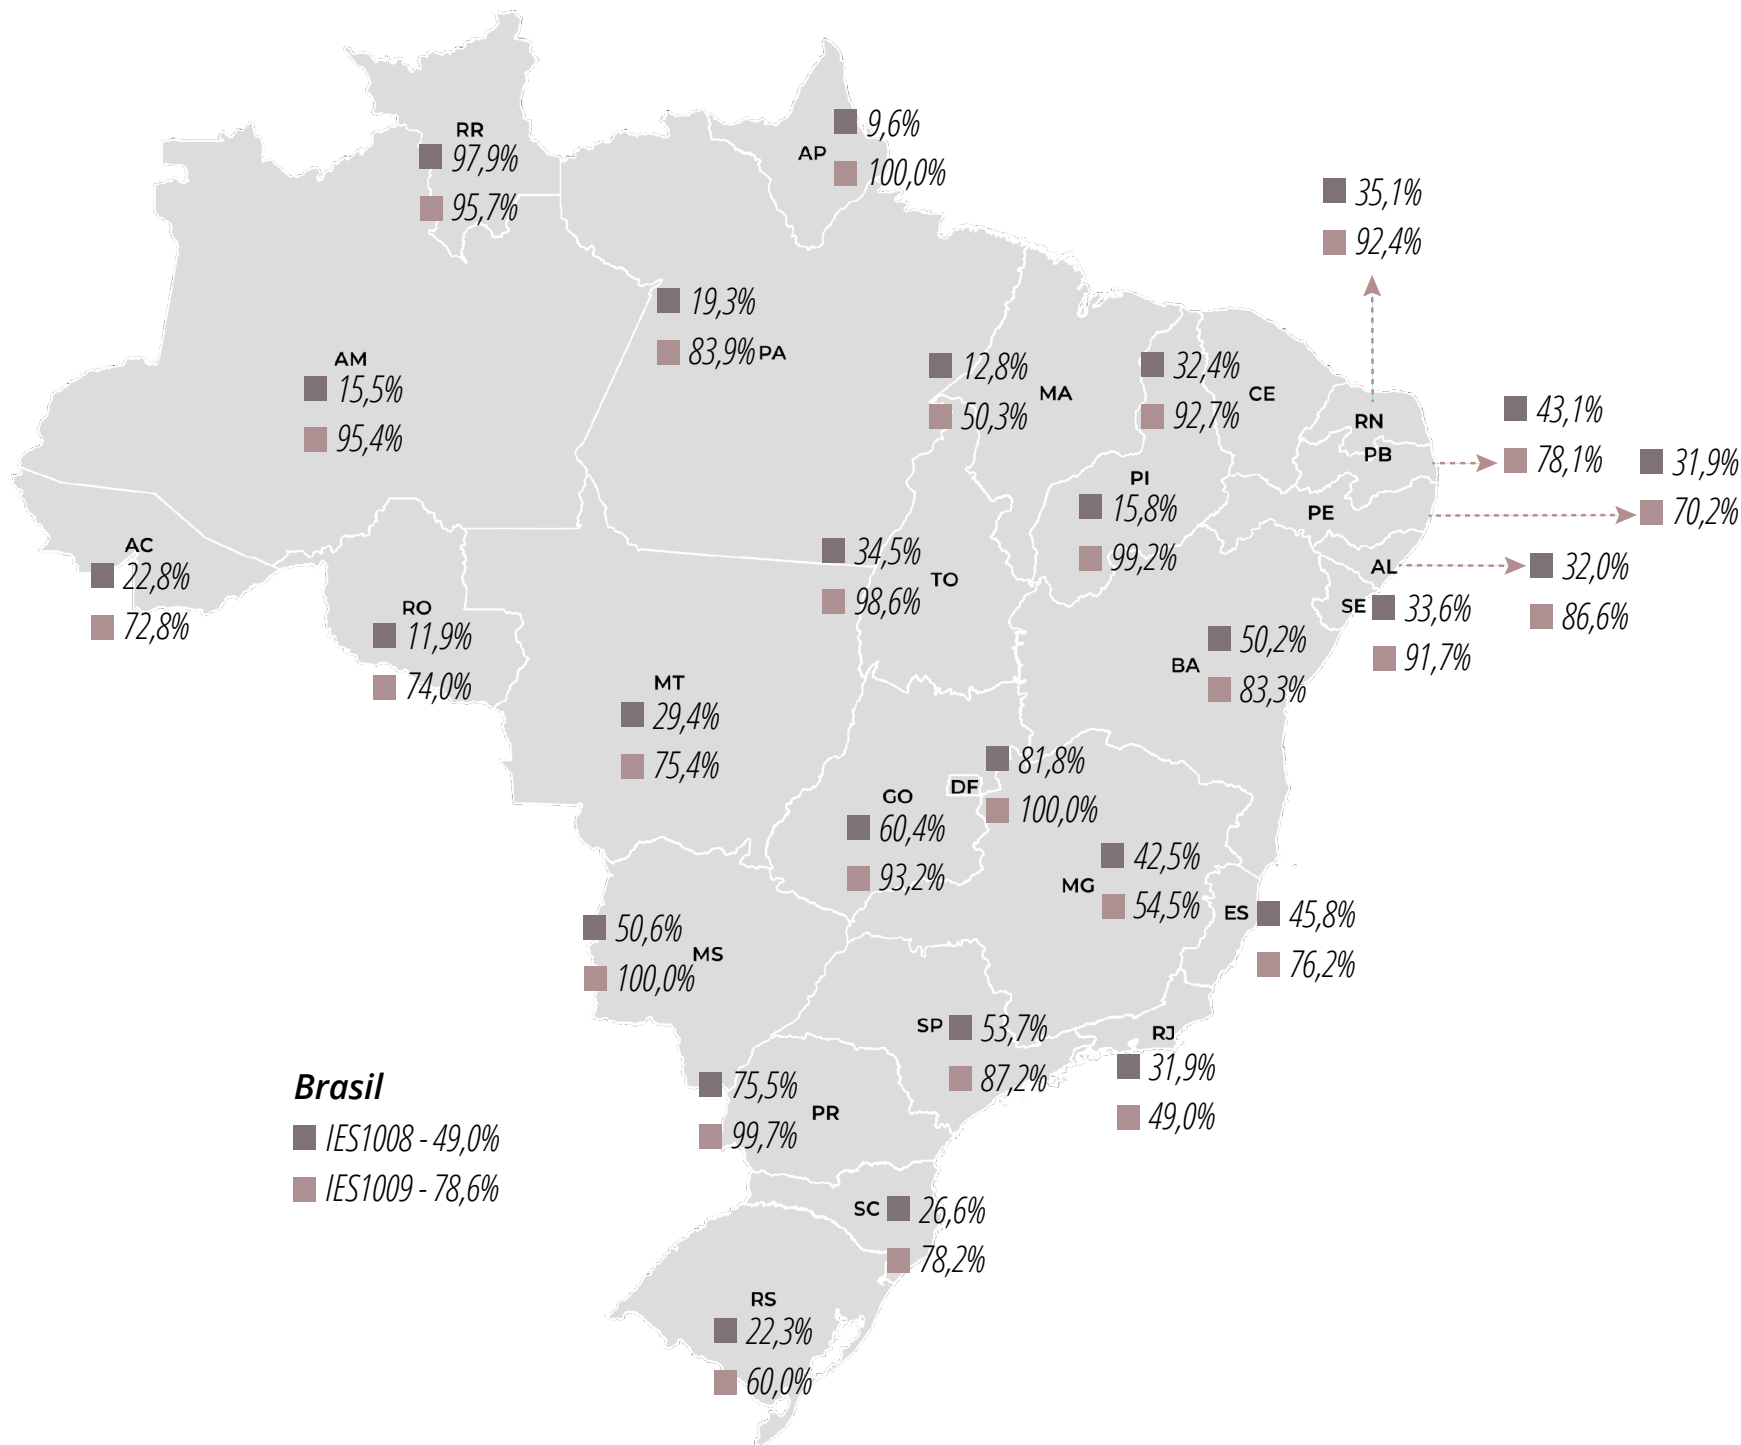 RR
97,9%
95,7%
AP
9,6%
100,0%
35,1%
92,4%
19,3%
83,9%
PA
AM
15,5%
95,4%
12,8%
50,3%
MA
32,4%
92,7%
CE
RN
PB
43,1%
78,1%
31,9%
70,2%
PI
15,8%
99,2%
PE
AC
22,8%
72,8%
34,5%
98,6%
TO
AL
32,0%
86,6%
RO
11,9%
74,0%
SE
33,6%
91,7%
BA
50,2%
83,3%
MT
29,4%
75,4%
DF
81,8%
100,0%
GO
60,4%
93,2%
MG
42,5%
54,5%
ES
45,8%
76,2%
50,6%
100,0%
MS
SP
53,7%
87,2%
RJ
31,9%
49,0%
75,5%
99,7%
PR
Brasil
IES1008 - 49,0%
IES1009 - 78,6%
SC
26,6%
78,2%
RS
22,3%
60,0%